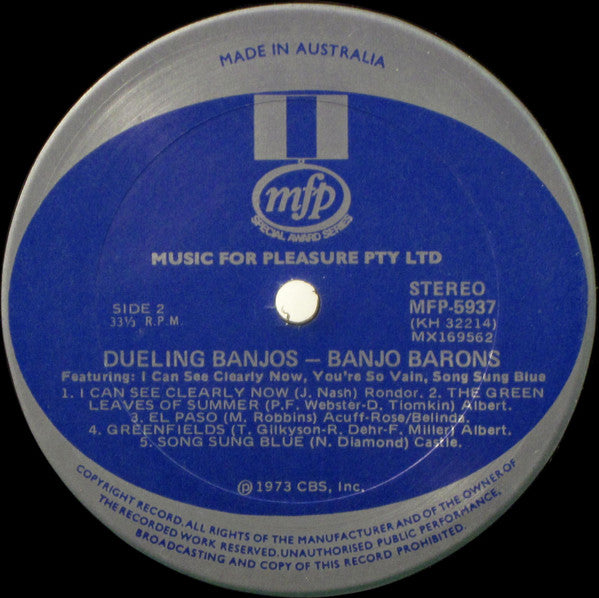 MADE IN AUSTRALIA
mfp
SPECIAL AWARD SERIES
MUSIC FOR PLEASURE PTY LTD
SIDE 2
33⅓ R.P.M.
STEREO
MFP-5937
(KH 32214)
MX169562
DUELING BANJOS — BANJO BARONS
Featuring: I Can See Clearly Now, You're So Vain, Song Sung Blue
1. I CAN SEE CLEARLY NOW (J. Nash) Rondor. 2. THE GREEN
LEAVES OF SUMMER (P.F. Webster-D. Tiomkin) Albert.
3. EL PASO (M. Robbins) Acuff-Rose/Belinda.
4. GREENFIELDS (T. Gilkyson-R. Dehr-F. Miller) Albert.
5. SONG SUNG BLUE (N. Diamond) Castle.
℗ 1973 CBS, Inc.
COPYRIGHT RECORD. ALL RIGHTS OF THE MANUFACTURER AND OF THE OWNER OF
THE RECORDED WORK RESERVED. UNAUTHORISED PUBLIC PERFORMANCE,
BROADCASTING AND COPY OF THIS RECORD PROHIBITED.